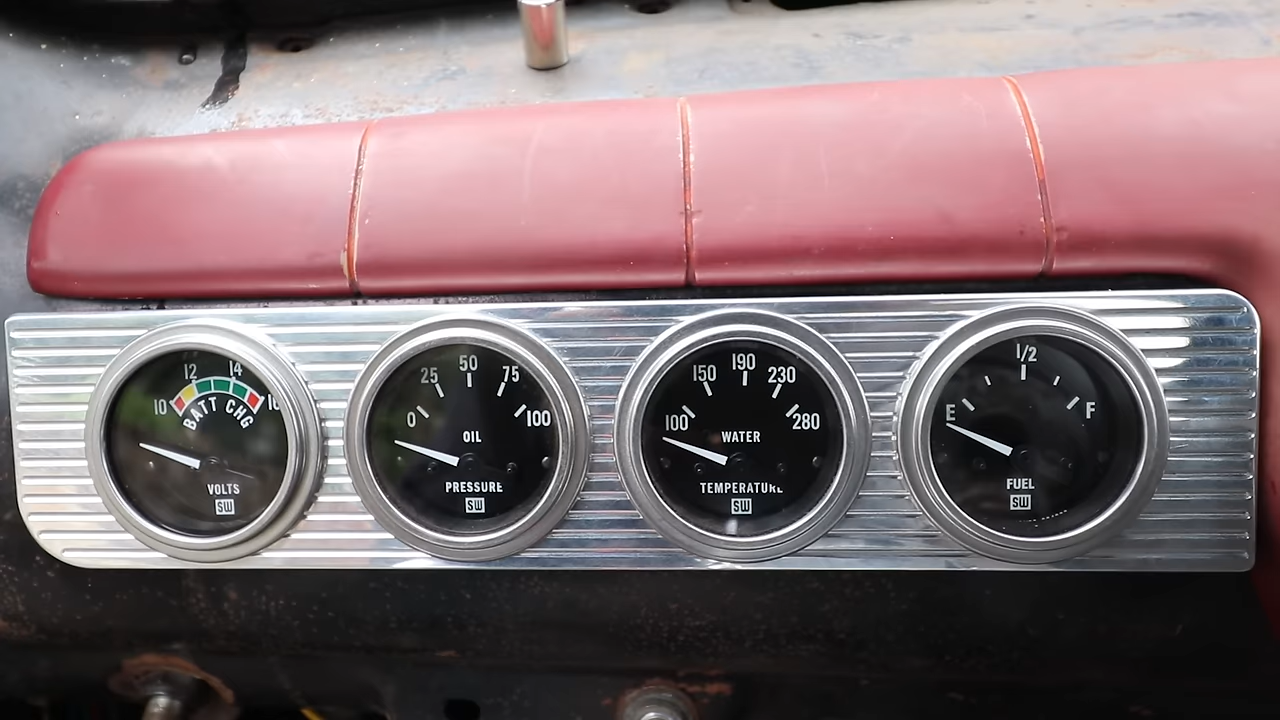 10 12 14 16
BATT CHG
VOLTS
SW
0 25 50 75 100
OIL
PRESSURE
SW
100 150 190 230 280
WATER
TEMPERATURE
SW
E 1/2 F
FUEL
SW